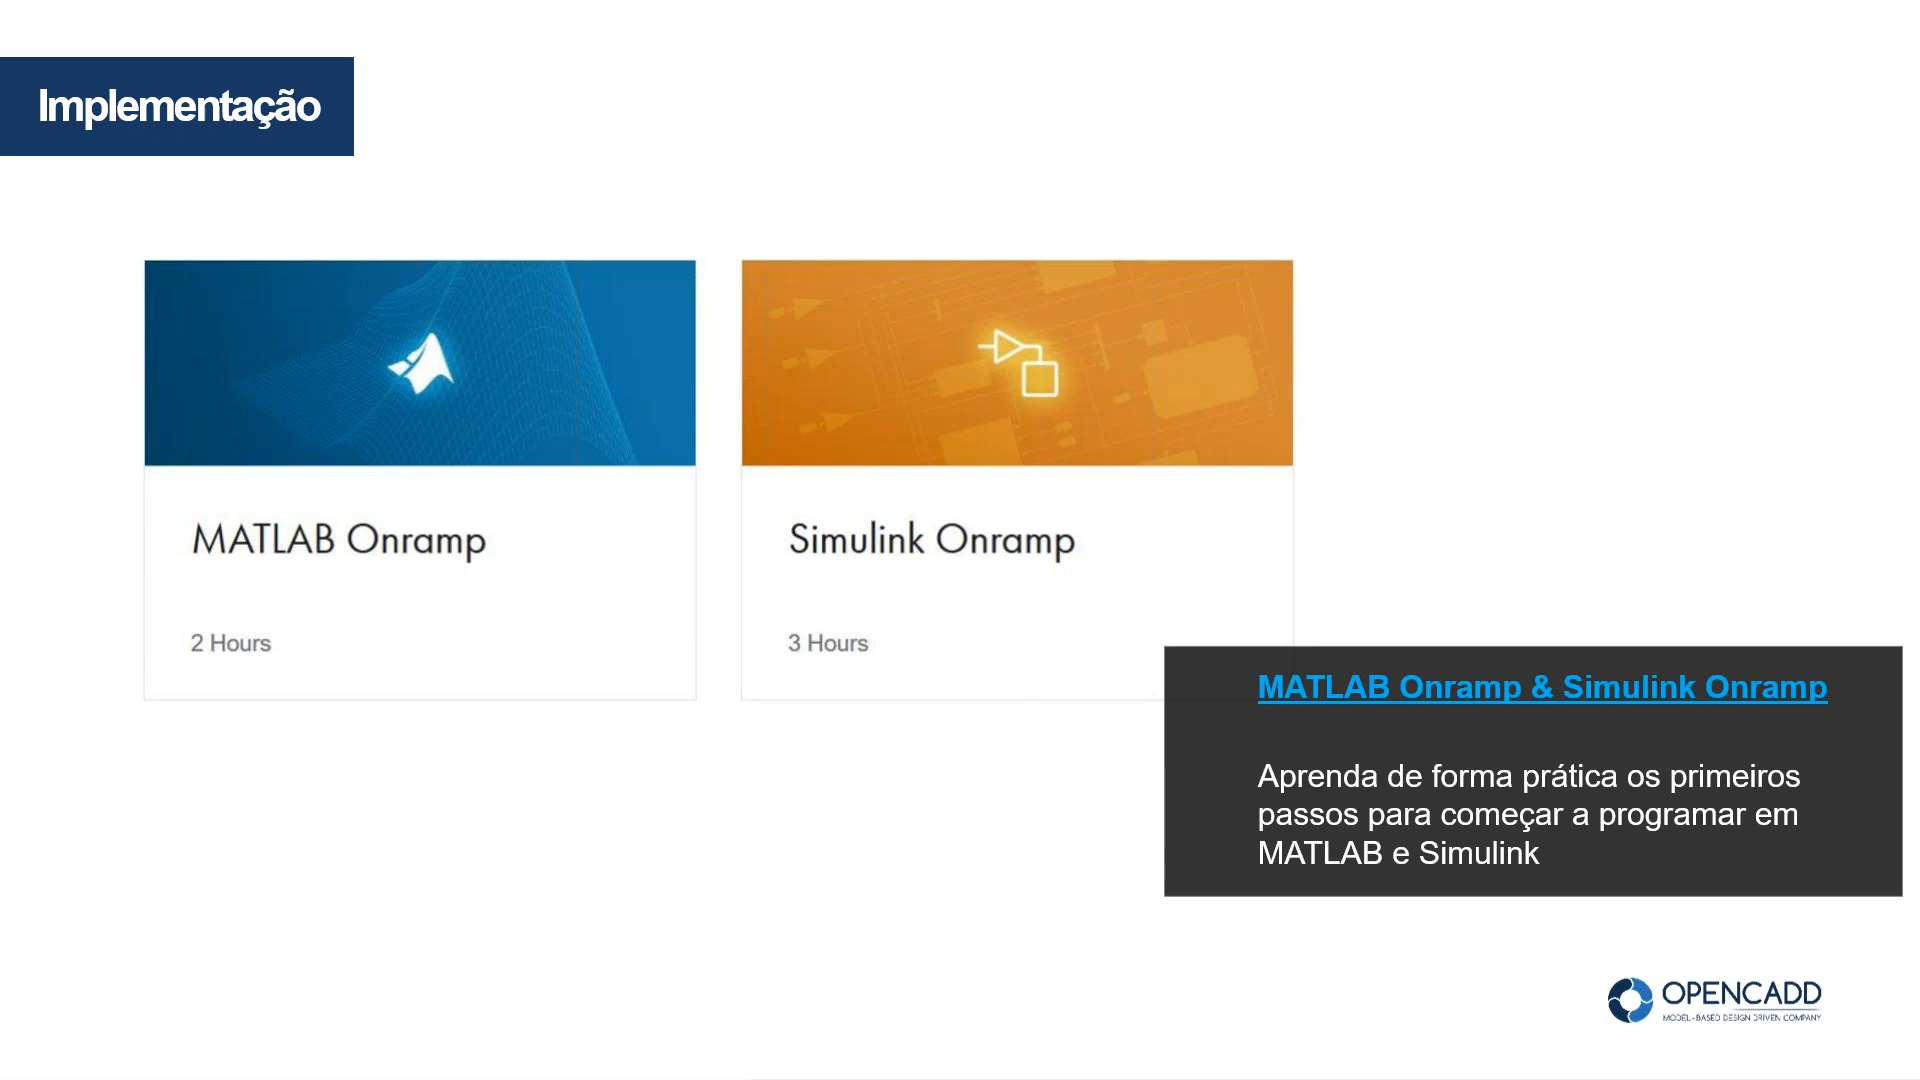 Implementação
MATLAB Onramp
2 Hours
Simulink Onramp
3 Hours
MATLAB Onramp & Simulink Onramp
Aprenda de forma prática os primeiros
passos para começar a programar em
MATLAB e Simulink
OPENCADD
MODEL-BASED DESIGN DRIVEN COMPANY